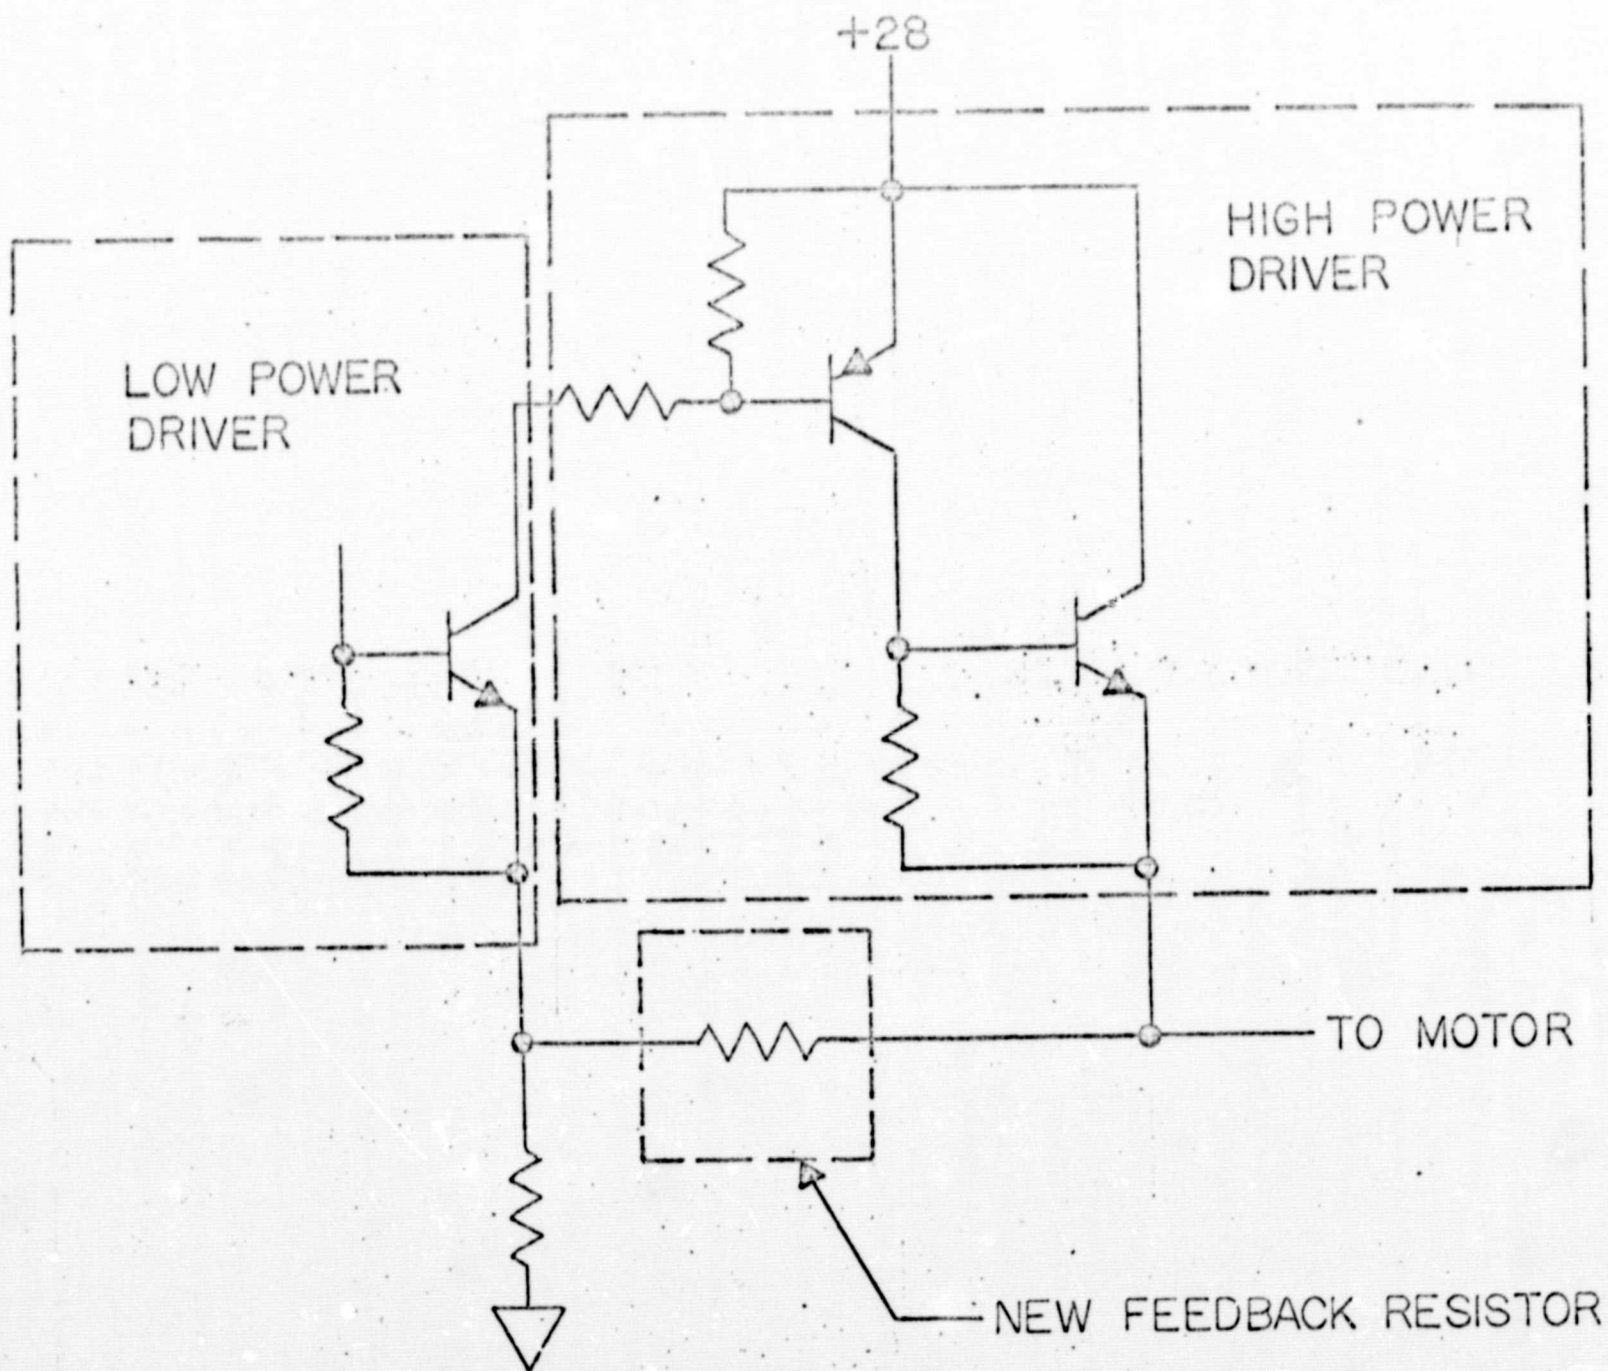 +28
HIGH POWER
DRIVER
LOW POWER
DRIVER
TO MOTOR
NEW FEEDBACK RESISTOR